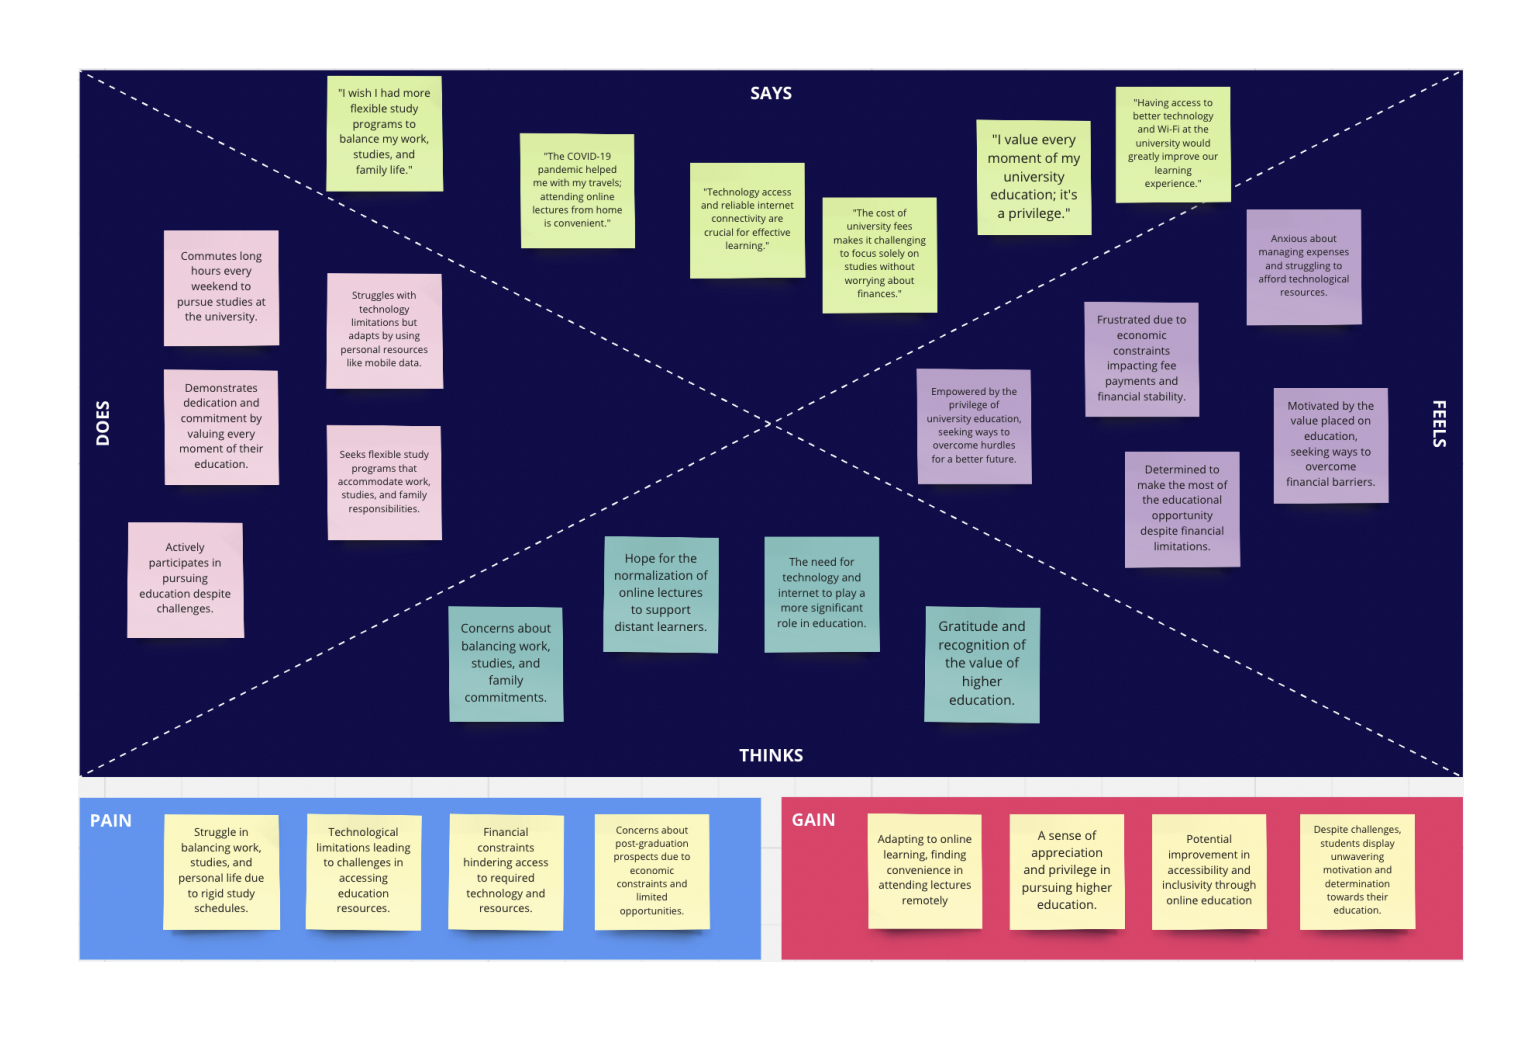 SAYS
"I wish I had more
flexible study
programs to
balance my work,
studies, and
family life."
"The COVID-19
pandemic helped
me with my travels;
attending online
lectures from home
is convenient."
"Technology access
and reliable internet
connectivity are
crucial for effective
learning."
"The cost of
university fees
makes it challenging
to focus solely on
studies without
worrying about
finances."
"I value every
moment of my
university
education; it's
a privilege."
"Having access to
better technology
and Wi-Fi at the
university would
greatly improve our
learning
experience."
DOES
Commutes long
hours every
weekend to
pursue studies at
the university.
Struggles with
technology
limitations but
adapts by using
personal resources
like mobile data.
Demonstrates
dedication and
commitment by
valuing every
moment of their
education.
Seeks flexible study
programs that
accommodate work,
studies, and family
responsibilities.
Actively
participates in
pursuing
education despite
challenges.
FEELS
Anxious about
managing expenses
and struggling to
afford technological
resources.
Frustrated due to
economic
constraints
impacting fee
payments and
financial stability.
Empowered by the
privilege of
university education,
seeking ways to
overcome hurdles
for a better future.
Motivated by the
value placed on
education,
seeking ways to
overcome
financial barriers.
Determined to
make the most of
the educational
opportunity
despite financial
limitations.
Concerns about
balancing work,
studies, and
family
commitments.
Hope for the
normalization of
online lectures
to support
distant learners.
The need for
technology and
internet to play a
more significant
role in education.
Gratitude and
recognition of
the value of
higher
education.
THINKS
PAIN
Struggle in
balancing work,
studies, and
personal life due
to rigid study
schedules.
Technological
limitations leading
to challenges in
accessing
education
resources.
Financial
constraints
hindering access
to required
technology and
resources.
Concerns about
post-graduation
prospects due to
economic
constraints and
limited
opportunities.
GAIN
Adapting to online
learning, finding
convenience in
attending lectures
remotely
A sense of
appreciation
and privilege in
pursuing higher
education.
Potential
improvement in
accessibility and
inclusivity through
online education
Despite challenges,
students display
unwavering
motivation and
determination
towards their
education.